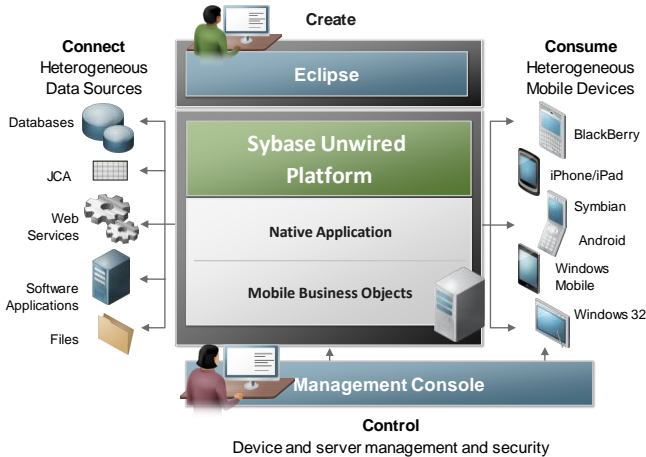 Create
Connect
Heterogeneous
Data Sources
Databases
JCA
Web
Services
Software
Applications
Files
Eclipse
Sybase Unwired
Platform
Native Application
Mobile Business Objects
Consume
Heterogeneous
Mobile Devices
BlackBerry
iPhone/iPad
Symbian
Android
Windows
Mobile
Windows 32
Management Console
Control
Device and server management and security